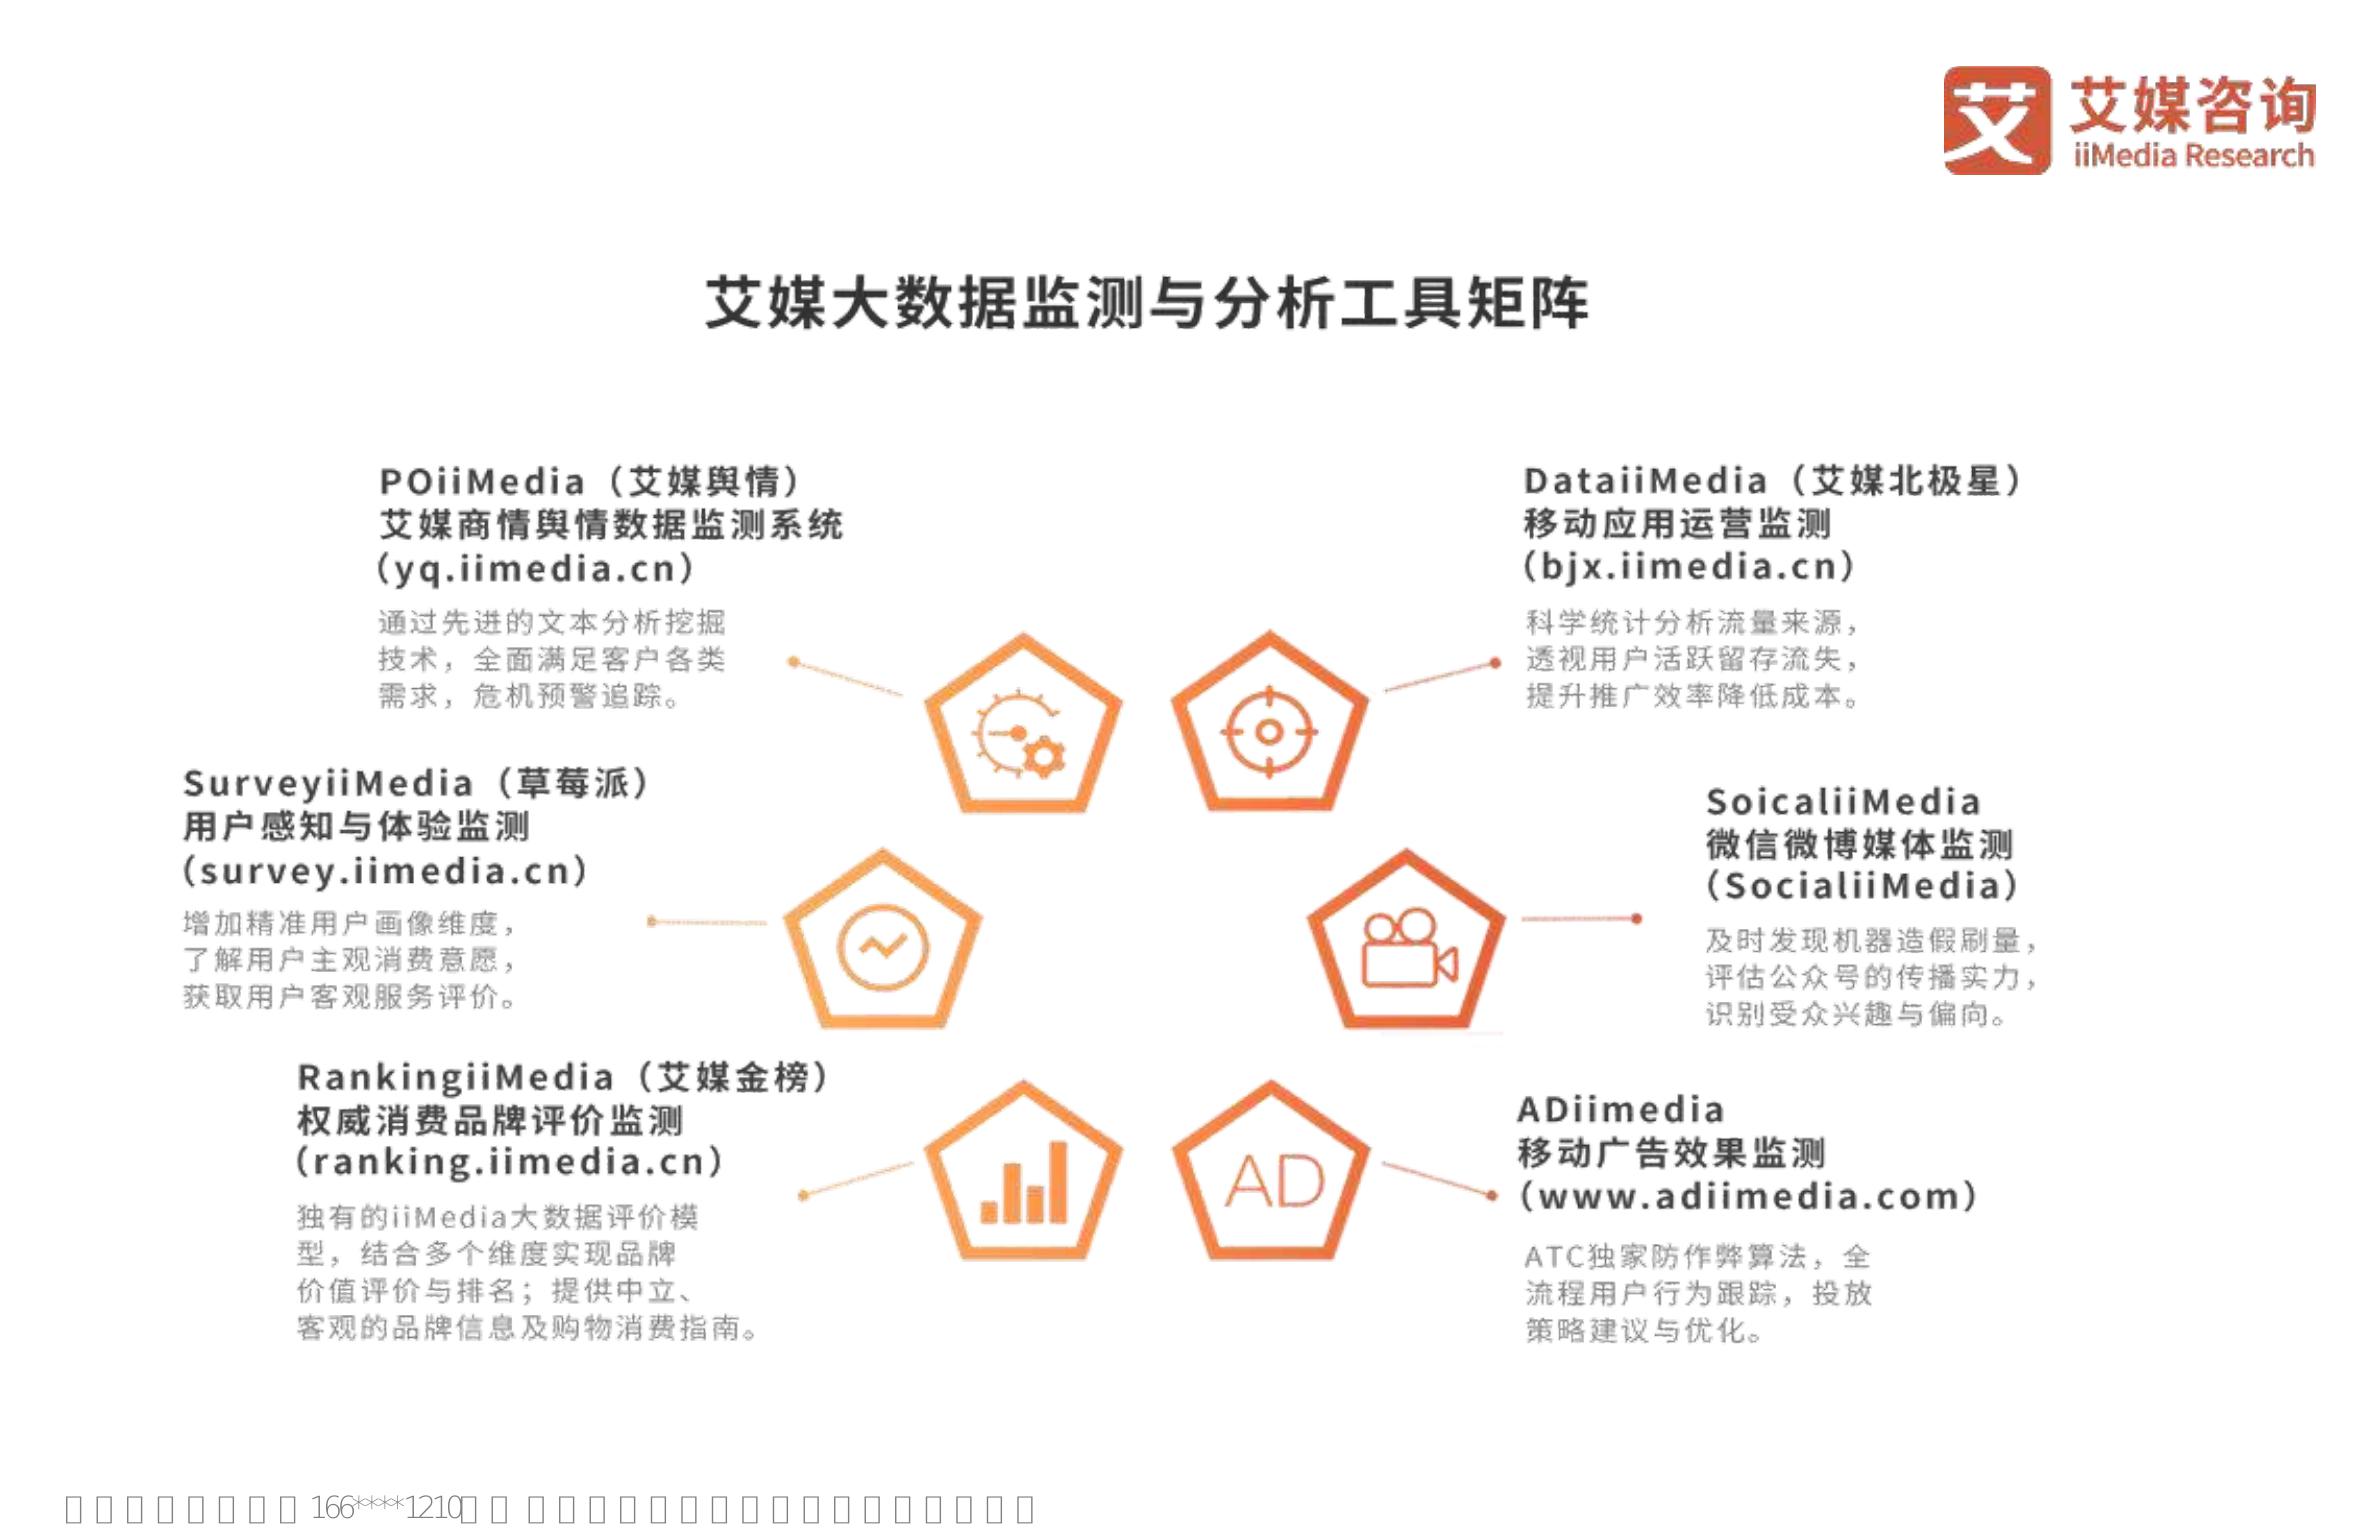 艾 艾媒咨询
iiMedia Research
艾媒大数据监测与分析工具矩阵
POiiMedia（艾媒舆情）
艾媒商情舆情数据监测系统
(yq.iimedia.cn)
通过先进的文本分析挖掘
技术，全面满足客户各类
需求，危机预警追踪。
DataiiMedia（艾媒北极星）
移动应用运营监测
(bjx.iimedia.cn)
科学统计分析流量来源，
透视用户活跃留存流失，
提升推广效率降低成本。
SurveyiiMedia（草莓派）
用户感知与体验监测
(survey.iimedia.cn)
增加精准用户画像维度，
了解用户主观消费意愿，
获取用户客观服务评价。
SoicaliiMedia
微信微博媒体监测
(SocialiiMedia)
及时发现机器造假刷量，
评估公众号的传播实力，
识别受众兴趣与偏向。
RankingiiMedia（艾媒金榜）
权威消费品牌评价监测
(ranking.iimedia.cn)
独有的iiMedia大数据评价模
型，结合多个维度实现品牌
价值评价与排名；提供中立、
客观的品牌信息及购物消费指南。
AD
ADiimedia
移动广告效果监测
(www.adiimedia.com)
ATC独家防作弊算法，全
流程用户行为跟踪，投放
策略建议与优化。
166****1210